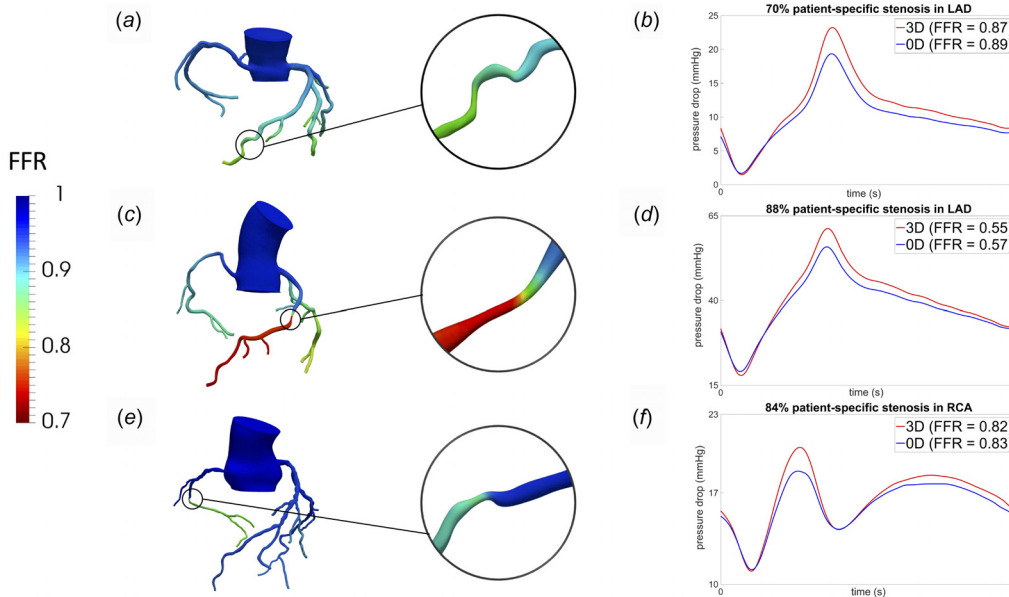 (a)
(b)
70% patient-specific stenosis in LAD
3D (FFR = 0.87
0D (FFR = 0.89
25
20
15
10
5
0
pressure drop (mmHg)
time (s)
FFR
1
0.9
0.8
0.7
(c)
(d)
88% patient-specific stenosis in LAD
3D (FFR = 0.55
0D (FFR = 0.57
65
40
15
pressure drop (mmHg)
time (s)
(e)
(f)
84% patient-specific stenosis in RCA
3D (FFR = 0.82
0D (FFR = 0.83
23
17
10
pressure drop (mmHg)
time (s)